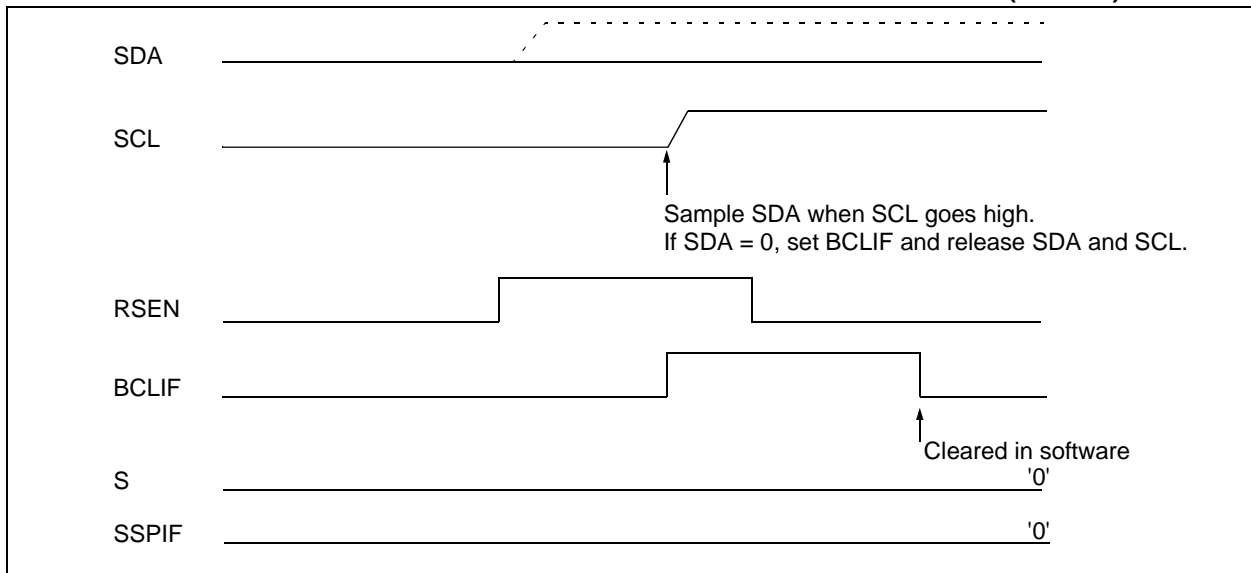 SDA
SCL
Sample SDA when SCL goes high.
If SDA = 0, set BCLIF and release SDA and SCL.
RSEN
BCLIF
Cleared in software
S
'0'
SSPIF
'0'